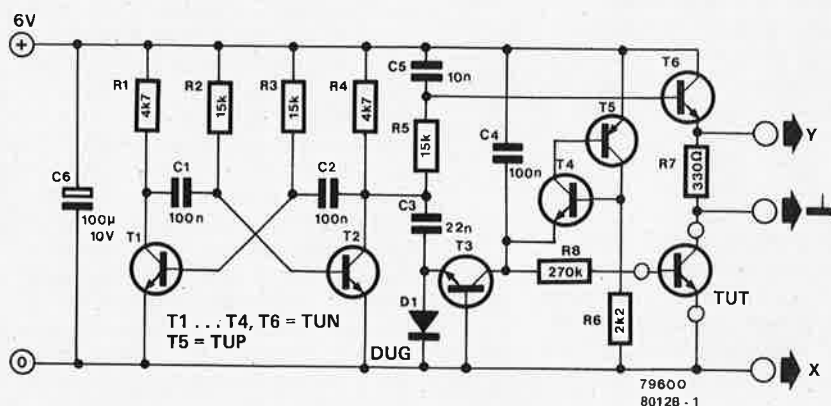 6V
+
R1
4k7
R2
15k
R3
15k
R4
4k7
C5
10n
R5
15k
C4
100n
T6
T5
T4
Y
R7
330Ω
C6
100µ
10V
C1
100n
C2
100n
C3
22n
T1
T2
T3
R8
270k
TUT
D1
DUG
R6
2k2
T1 ... T4, T6 = TUN
T5 = TUP
0
X
79600
80128 - 1